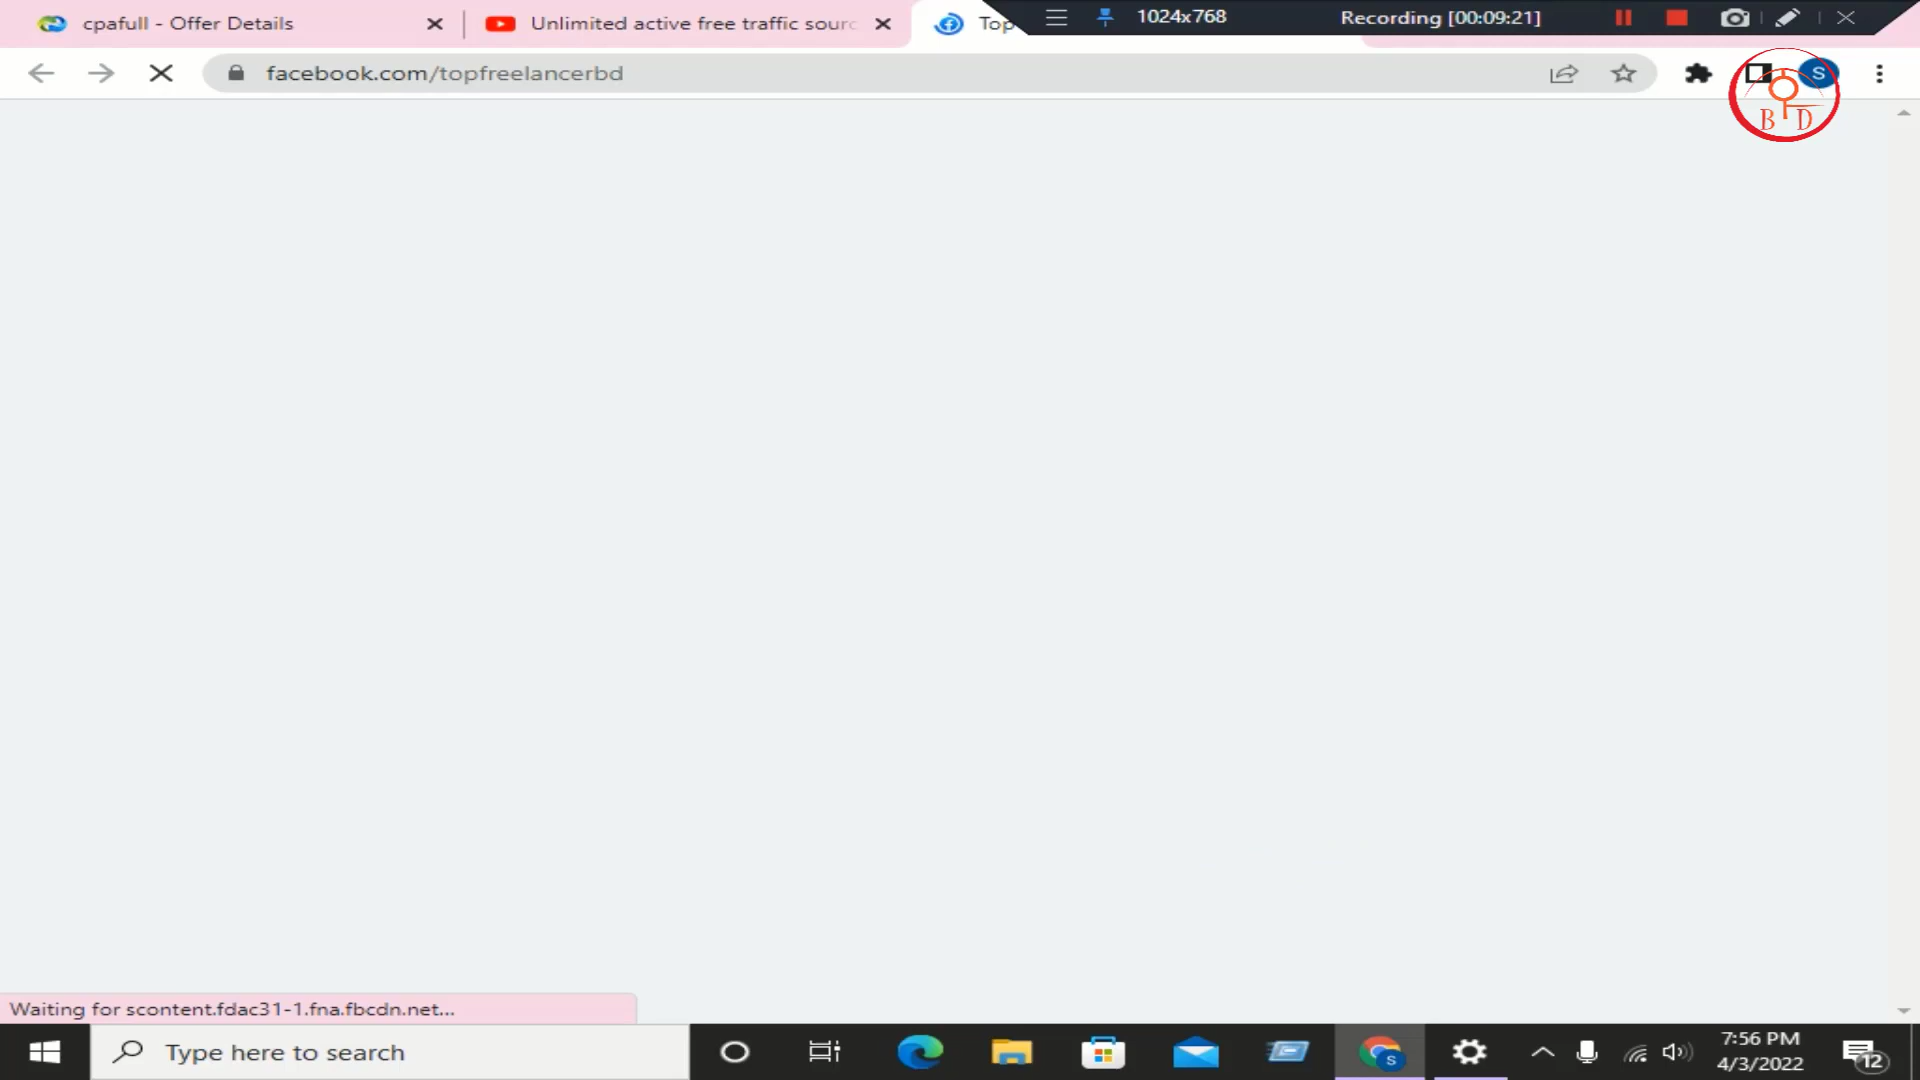 cpafull - Offer Details
Unlimited active free traffic sourc
Top
1024x768
Recording [00:09:21]
facebook.com/topfreelancerbd
S
B D
Waiting for scontent.fdac31-1.fna.fbcdn.net...
Type here to search
S
7:56 PM
4/3/2022
12